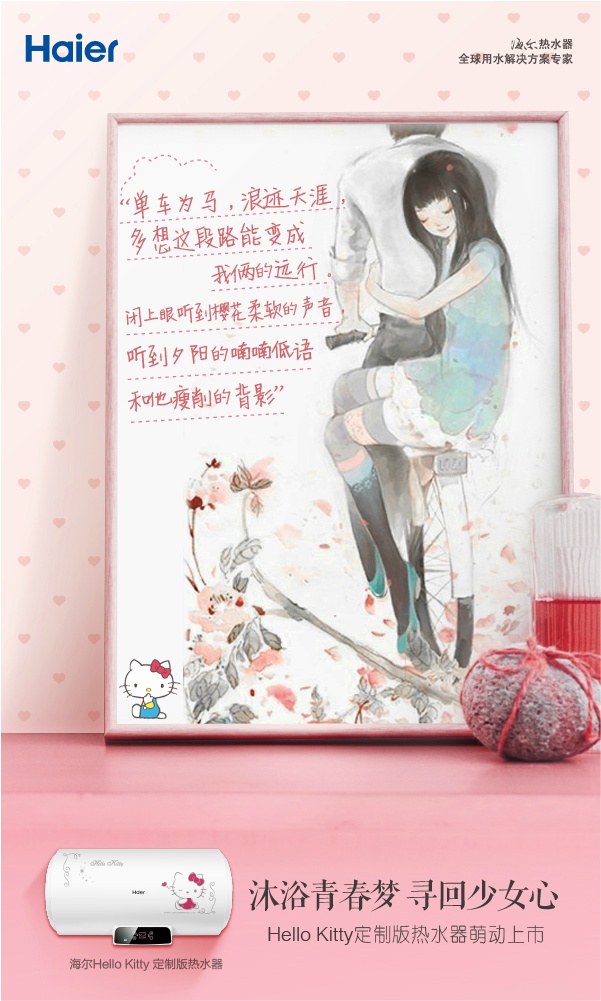 Haier
海尔热水器
全球用水解决方案专家
“单车为马，浪迹天涯，
多想这段路能变成
我俩的远行。
闭上眼听到樱花柔软的声音，
听到夕阳的喃喃低语
和他瘦削的背影”
Hello Kitty
Haier
沐浴青春梦 寻回少女心
Hello Kitty定制版热水器萌动上市
海尔Hello Kitty 定制版热水器